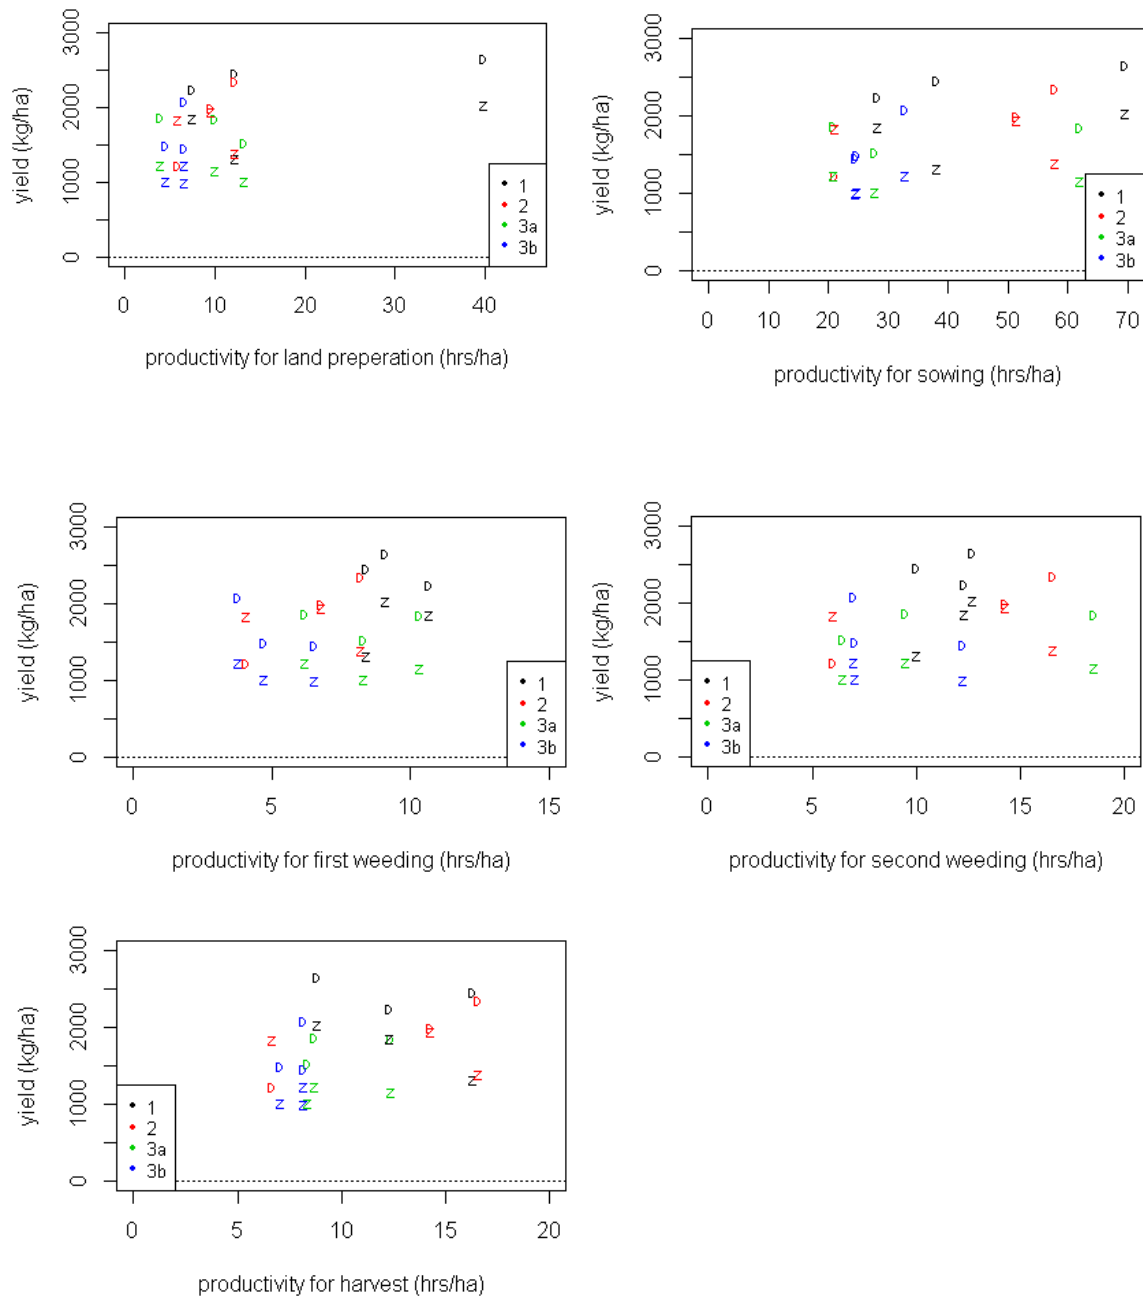 yield (kg/ha)
0 1000 2000 3000
1
2
3a
3b
0 10 20 30 40
productivity for land preperation (hrs/ha)
yield (kg/ha)
0 1000 2000 3000
1
2
3a
3b
0 10 20 30 40 50 60 70
productivity for sowing (hrs/ha)
yield (kg/ha)
0 1000 2000 3000
1
2
3a
3b
0 5 10 15
productivity for first weeding (hrs/ha)
yield (kg/ha)
0 1000 2000 3000
1
2
3a
3b
0 5 10 15 20
productivity for second weeding (hrs/ha)
yield (kg/ha)
0 1000 2000 3000
1
2
3a
3b
0 5 10 15 20
productivity for harvest (hrs/ha)